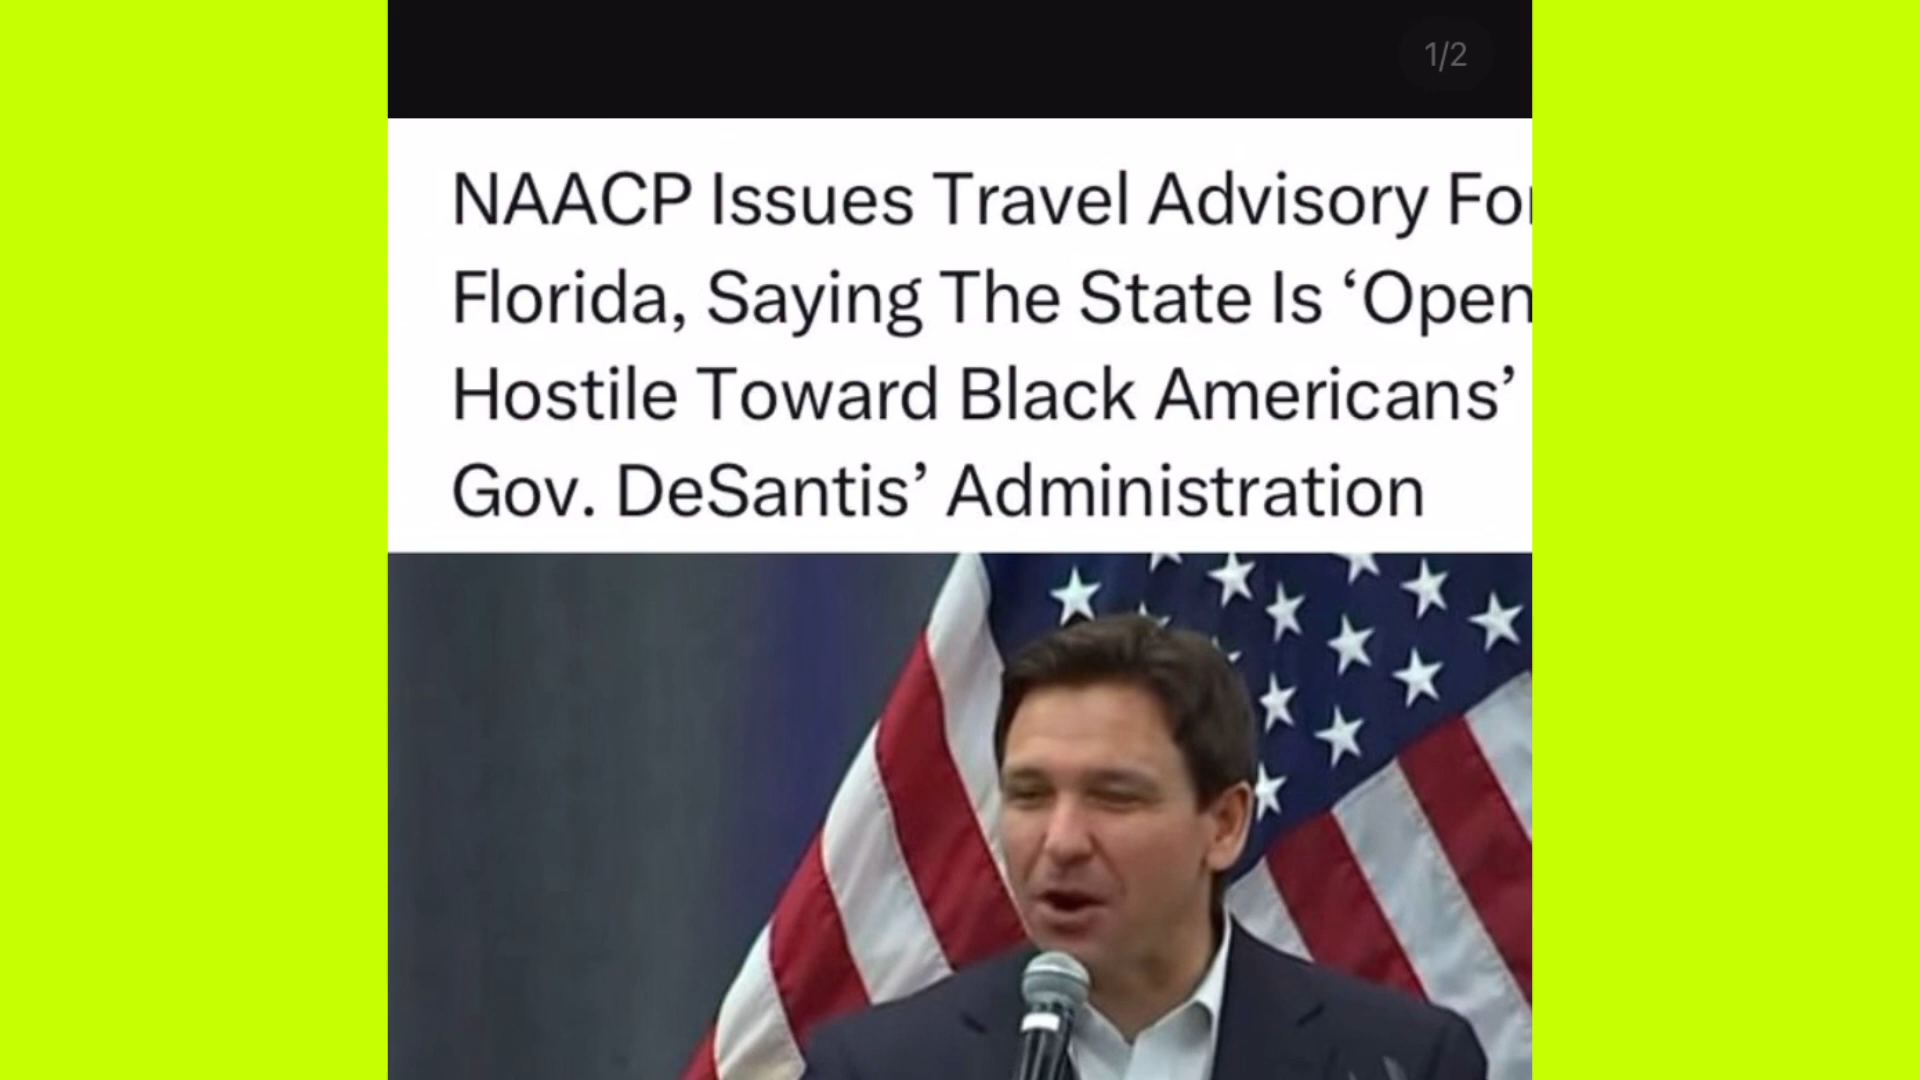 1/2
NAACP Issues Travel Advisory
Florida, Saying The State Is ‘Open
Hostile Toward Black Americans’
Gov. DeSantis’ Administration